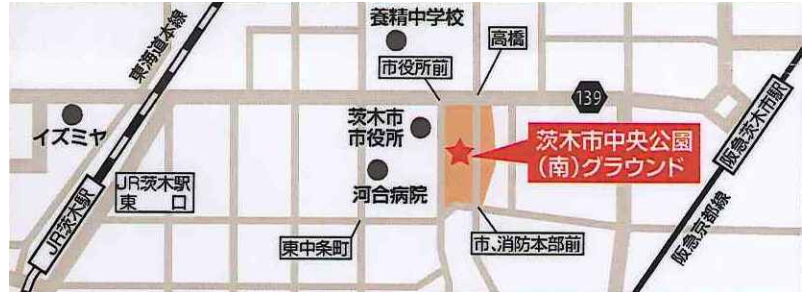 養精中学校
高橋
東海道本線
市役所前
139
イズミヤ
茨木市
市役所
茨木市中央公園
(南)グラウンド
阪急茨木市駅
JR茨木駅
東 口
河合病院
JR茨木駅
東中条町
市、消防本部前
阪急京都線